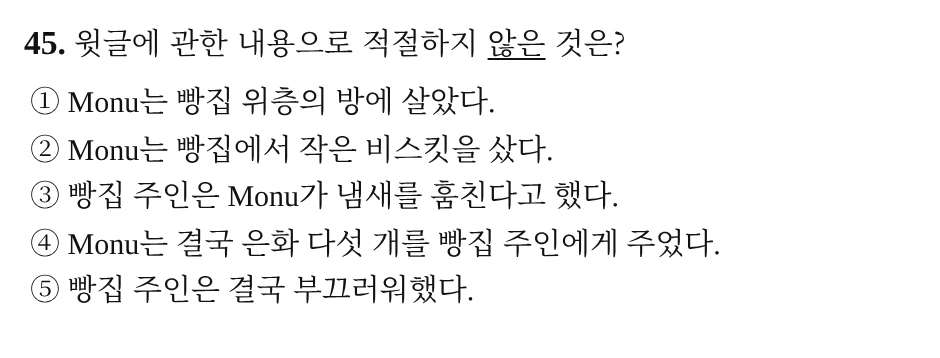 45. 윗글에 관한 내용으로 적절하지 않은 것은?
① Monu는 빵집 위층의 방에 살았다.
② Monu는 빵집에서 작은 비스킷을 샀다.
③ 빵집 주인은 Monu가 냄새를 훔친다고 했다.
④ Monu는 결국 은화 다섯 개를 빵집 주인에게 주었다.
⑤ 빵집 주인은 결국 부끄러워했다.